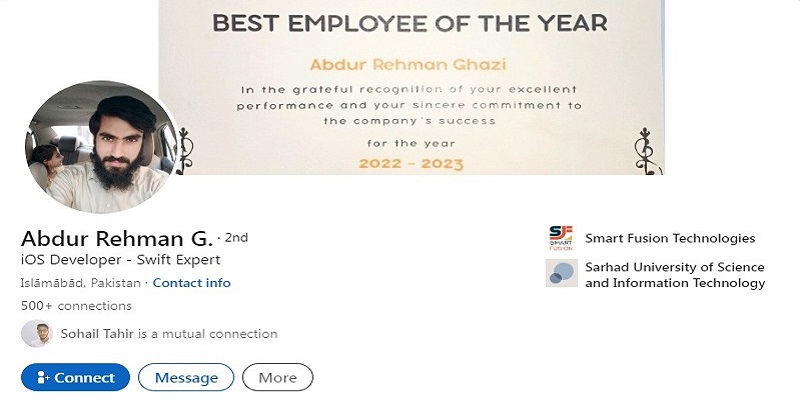 BEST EMPLOYEE OF THE YEAR
Abdur Rehman Ghazi
In the grateful recognition of your excellent
performance and your sincere commitment to
the company's success
for the year
2022 - 2023
Abdur Rehman G. · 2nd
iOS Developer - Swift Expert
Islāmābād, Pakistan · Contact info
500+ connections
Sohail Tahir is a mutual connection
Connect
Message
More
SF
SMART
FUSION
Smart Fusion Technologies
Sarhad University of Science
and Information Technology